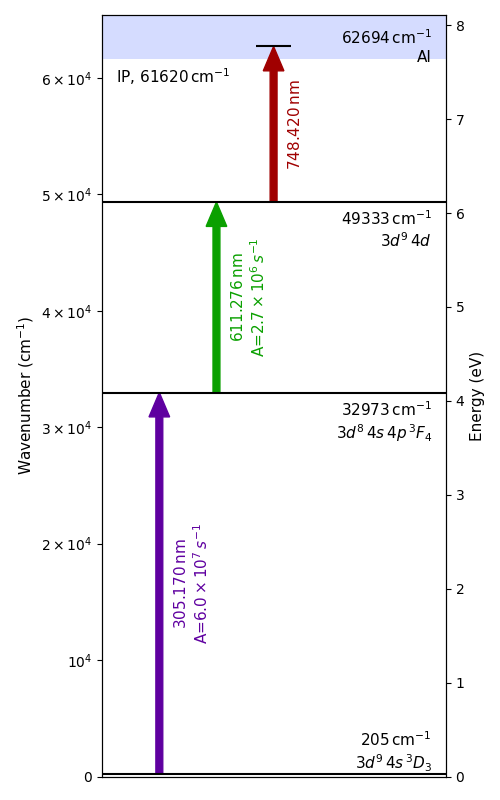 62694 cm⁻¹
AI
IP, 61620 cm⁻¹
748.420 nm
49333 cm⁻¹
3d⁹ 4d
611.276 nm
A=2.7 × 10⁶ s⁻¹
32973 cm⁻¹
3d⁸ 4s 4p ³F₄
305.170 nm
A=6.0 × 10⁷ s⁻¹
205 cm⁻¹
3d⁹ 4s ³D₃
Wavenumber (cm⁻¹)
6 × 10⁴
5 × 10⁴
4 × 10⁴
3 × 10⁴
2 × 10⁴
10⁴
0
Energy (eV)
8
7
6
5
4
3
2
1
0